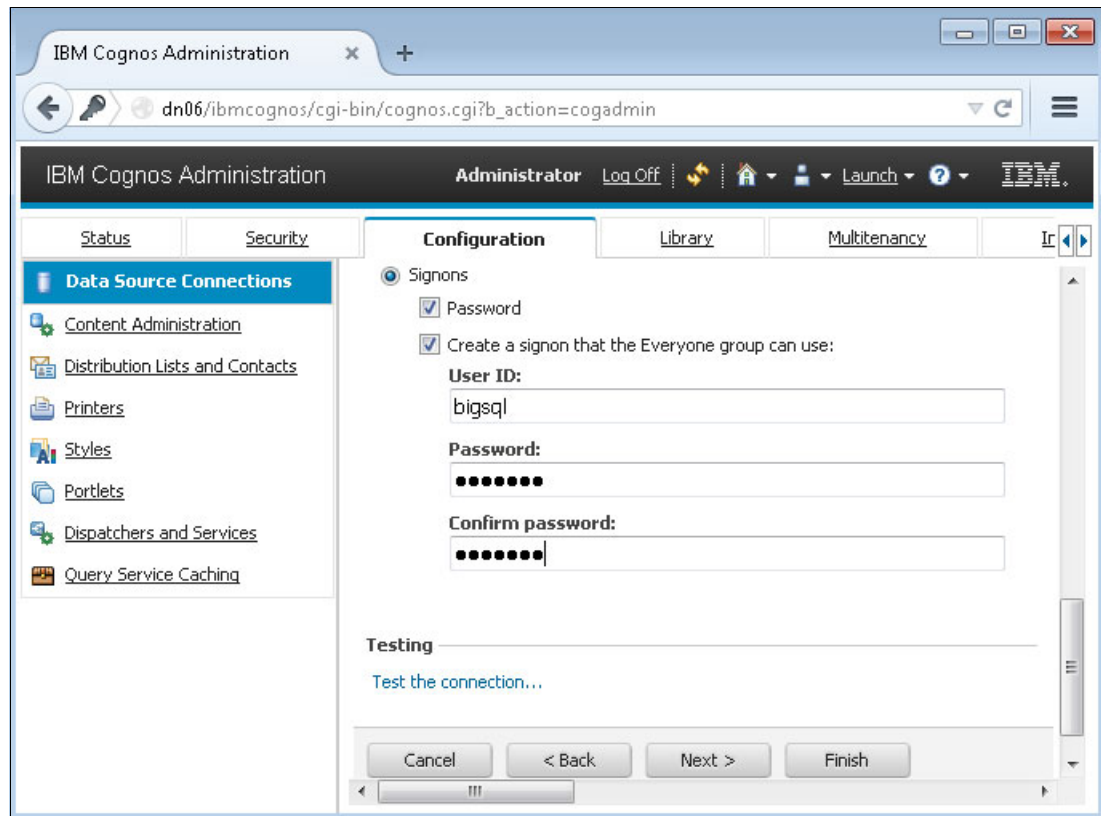 IBM Cognos Administration
dn06/ibmcognos/cgi-bin/cognos.cgi?b_action=cogadmin
IBM Cognos Administration Administrator Log Off Launch IBM.
Status Security Configuration Library Multitenancy
Data Source Connections
Content Administration
Distribution Lists and Contacts
Printers
Styles
Portlets
Dispatchers and Services
Query Service Caching
Signons
Password
Create a signon that the Everyone group can use:
User ID:
bigsql
Password:
•••••••
Confirm password:
•••••••
Testing
Test the connection...
Cancel < Back Next > Finish